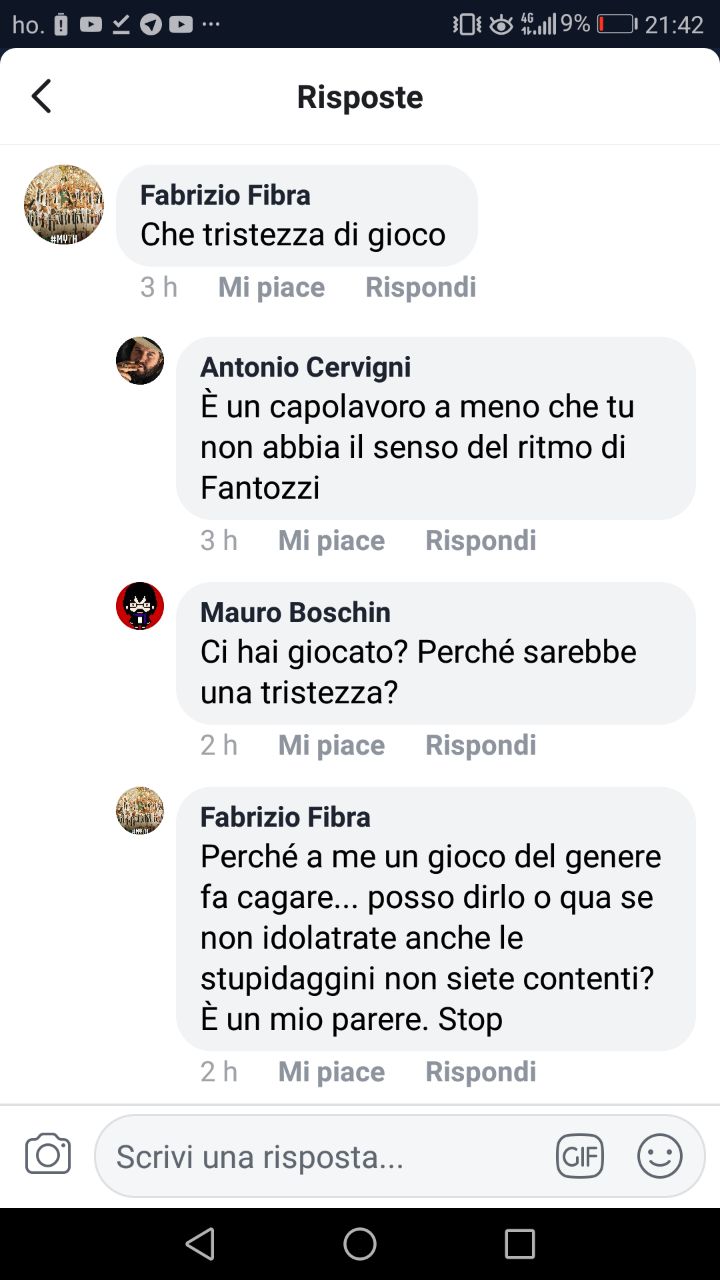 ho. ... 4G 9% 21:42
Risposte
#MYTH
Fabrizio Fibra
Che tristezza di gioco
3 h Mi piace Rispondi
Antonio Cervigni
È un capolavoro a meno che tu
non abbia il senso del ritmo di
Fantozzi
3 h Mi piace Rispondi
Mauro Boschin
Ci hai giocato? Perché sarebbe
una tristezza?
2 h Mi piace Rispondi
Fabrizio Fibra
Perché a me un gioco del genere
fa cagare... posso dirlo o qua se
non idolatrate anche le
stupidaggini non siete contenti?
È un mio parere. Stop
2 h Mi piace Rispondi
Scrivi una risposta... GIF